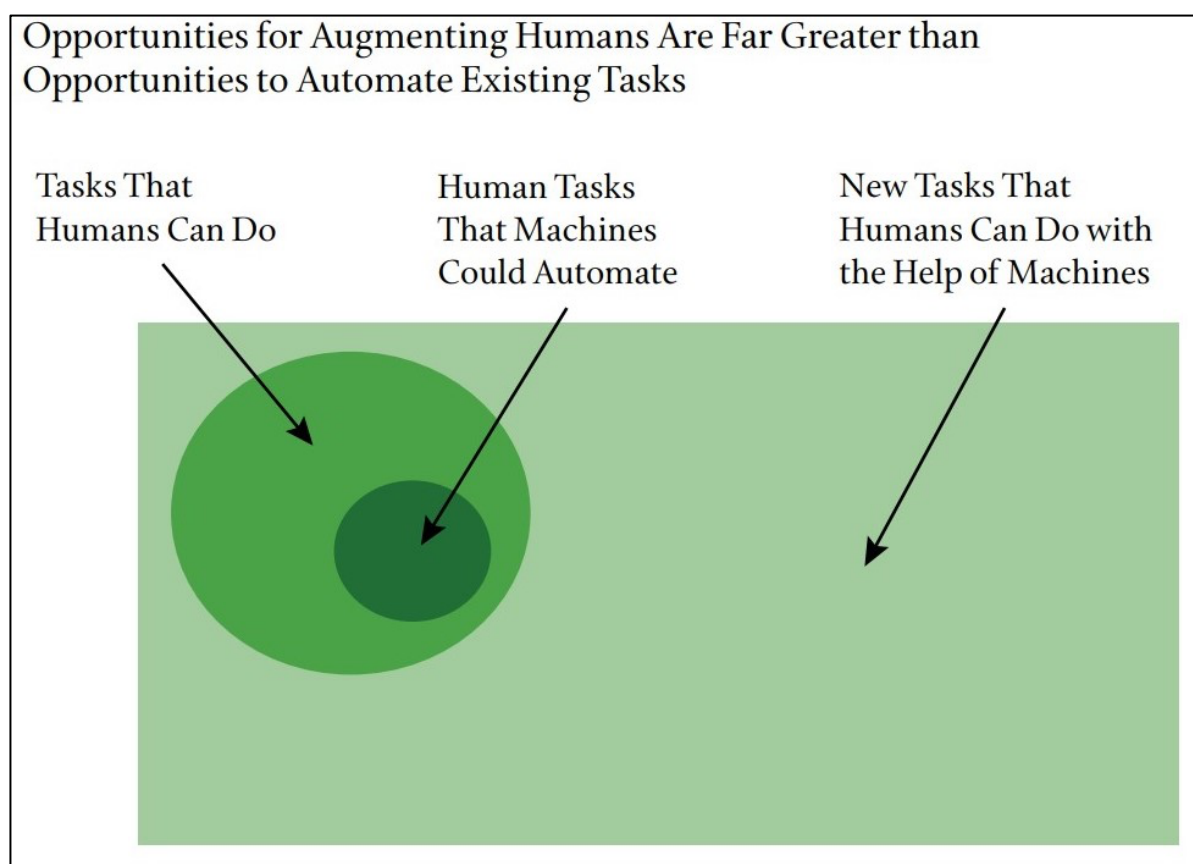 Opportunities for Augmenting Humans Are Far Greater than
Opportunities to Automate Existing Tasks
Tasks That
Humans Can Do
Human Tasks
That Machines
Could Automate
New Tasks That
Humans Can Do with
the Help of Machines